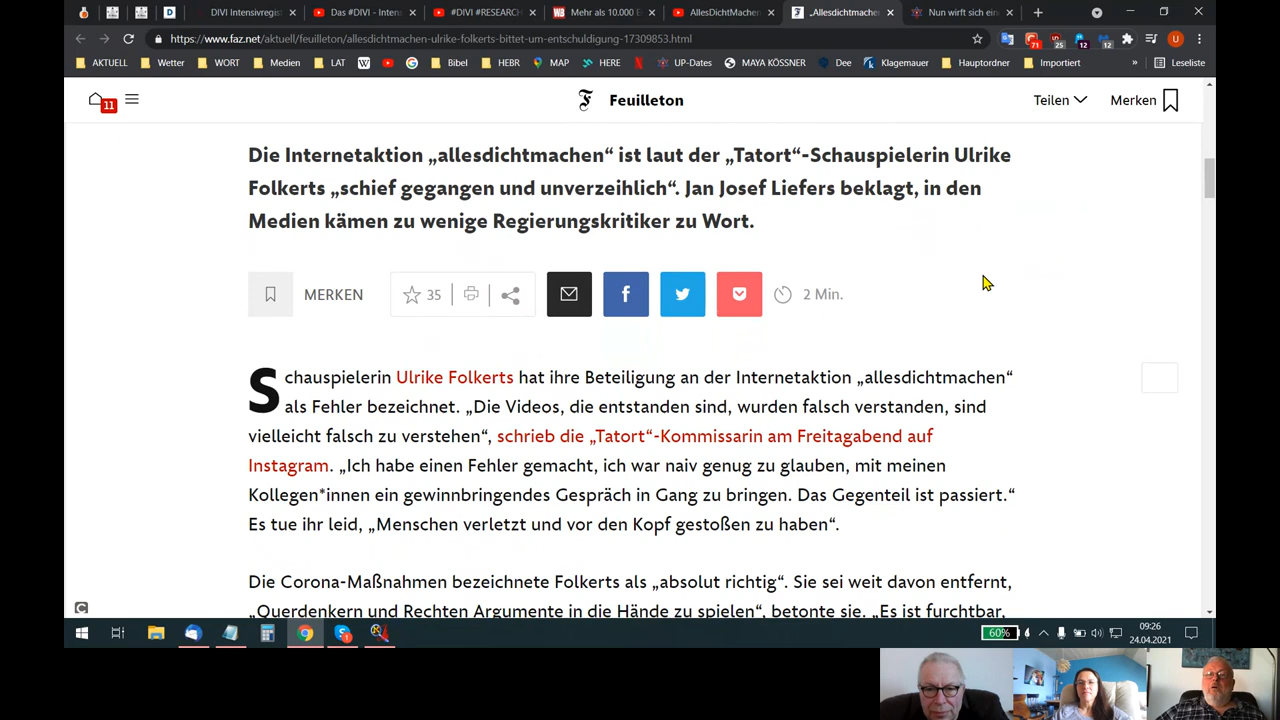 DIVI Intensivregist
Das #DIVI - Intens
#DIVI #RESEARCH
Mehr als 10.000 E
AllesDichtMachen
„Allesdichtmachen
Nun wirft sich ein
https://www.faz.net/aktuell/feuilleton/allesdichtmachen-ulrike-folkerts-bittet-um-entschuldigung-17309853.html
71
25
12
12
U
AKTUELL
Wetter
WORT
Medien
LAT
W
G
Bibel
HEBR
MAP
HERE
UP-Dates
MAYA KÖSSNER
Dee
Klagemauer
Hauptordner
Importiert
»
Leseliste
11
Feuilleton
Teilen
Merken
Die Internetaktion „allesdichtmachen“ ist laut der „Tatort“-Schauspielerin Ulrike
Folkerts „schief gegangen und unverzeihlich“. Jan Josef Liefers beklagt, in den
Medien kämen zu wenige Regierungskritiker zu Wort.
MERKEN
35
2 Min.
Schauspielerin Ulrike Folkerts hat ihre Beteiligung an der Internetaktion „allesdichtmachen“
als Fehler bezeichnet. „Die Videos, die entstanden sind, wurden falsch verstanden, sind
vielleicht falsch zu verstehen“, schrieb die „Tatort“-Kommissarin am Freitagabend auf
Instagram. „Ich habe einen Fehler gemacht, ich war naiv genug zu glauben, mit meinen
Kollegen*innen ein gewinnbringendes Gespräch in Gang zu bringen. Das Gegenteil ist passiert.“
Es tue ihr leid, „Menschen verletzt und vor den Kopf gestoßen zu haben“.
Die Corona-Maßnahmen bezeichnete Folkerts als „absolut richtig“. Sie sei weit davon entfernt,
„Querdenkern und Rechten Argumente in die Hände zu spielen“, betonte sie. „Es ist furchtbar,
60%
09:26
24.04.2021